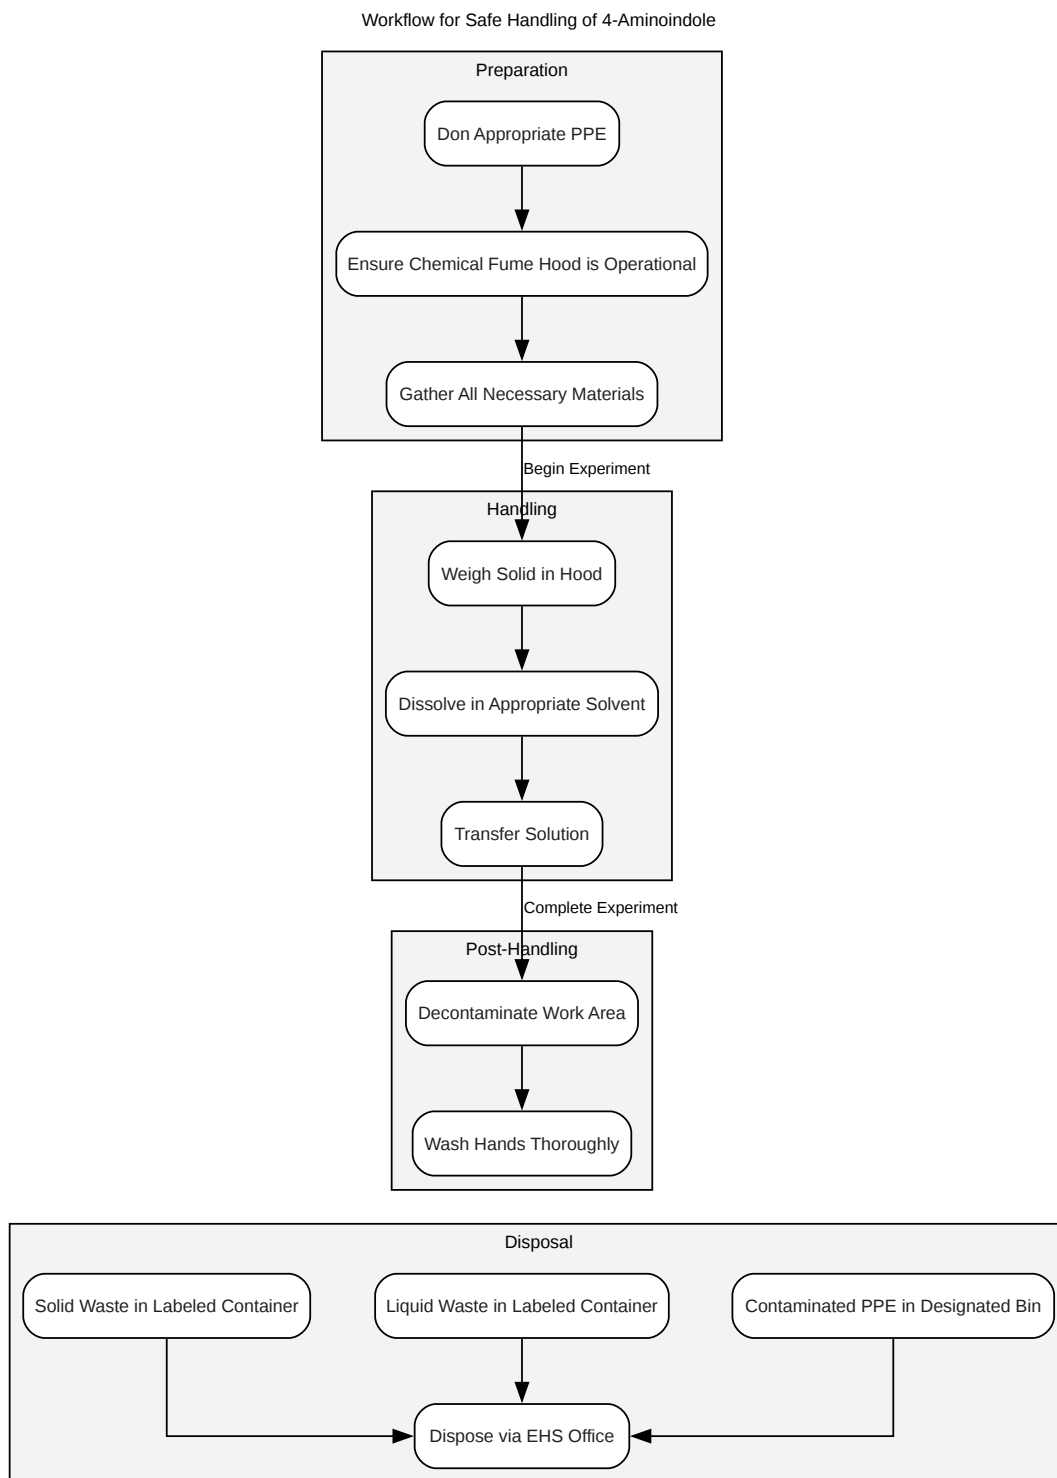 Workflow for Safe Handling of 4-Aminoindole
Preparation
Don Appropriate PPE
Ensure Chemical Fume Hood is Operational
Gather All Necessary Materials
Begin Experiment
Handling
Weigh Solid in Hood
Dissolve in Appropriate Solvent
Transfer Solution
Complete Experiment
Post-Handling
Decontaminate Work Area
Wash Hands Thoroughly
Disposal
Solid Waste in Labeled Container
Liquid Waste in Labeled Container
Contaminated PPE in Designated Bin
Dispose via EHS Office